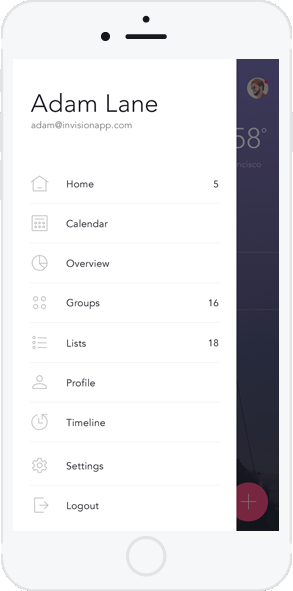 Adam Lane
adam@invisionapp.com
58°
Home 5
Calendar
Overview
Groups 16
Lists 18
Profile
Timeline
Settings
Logout